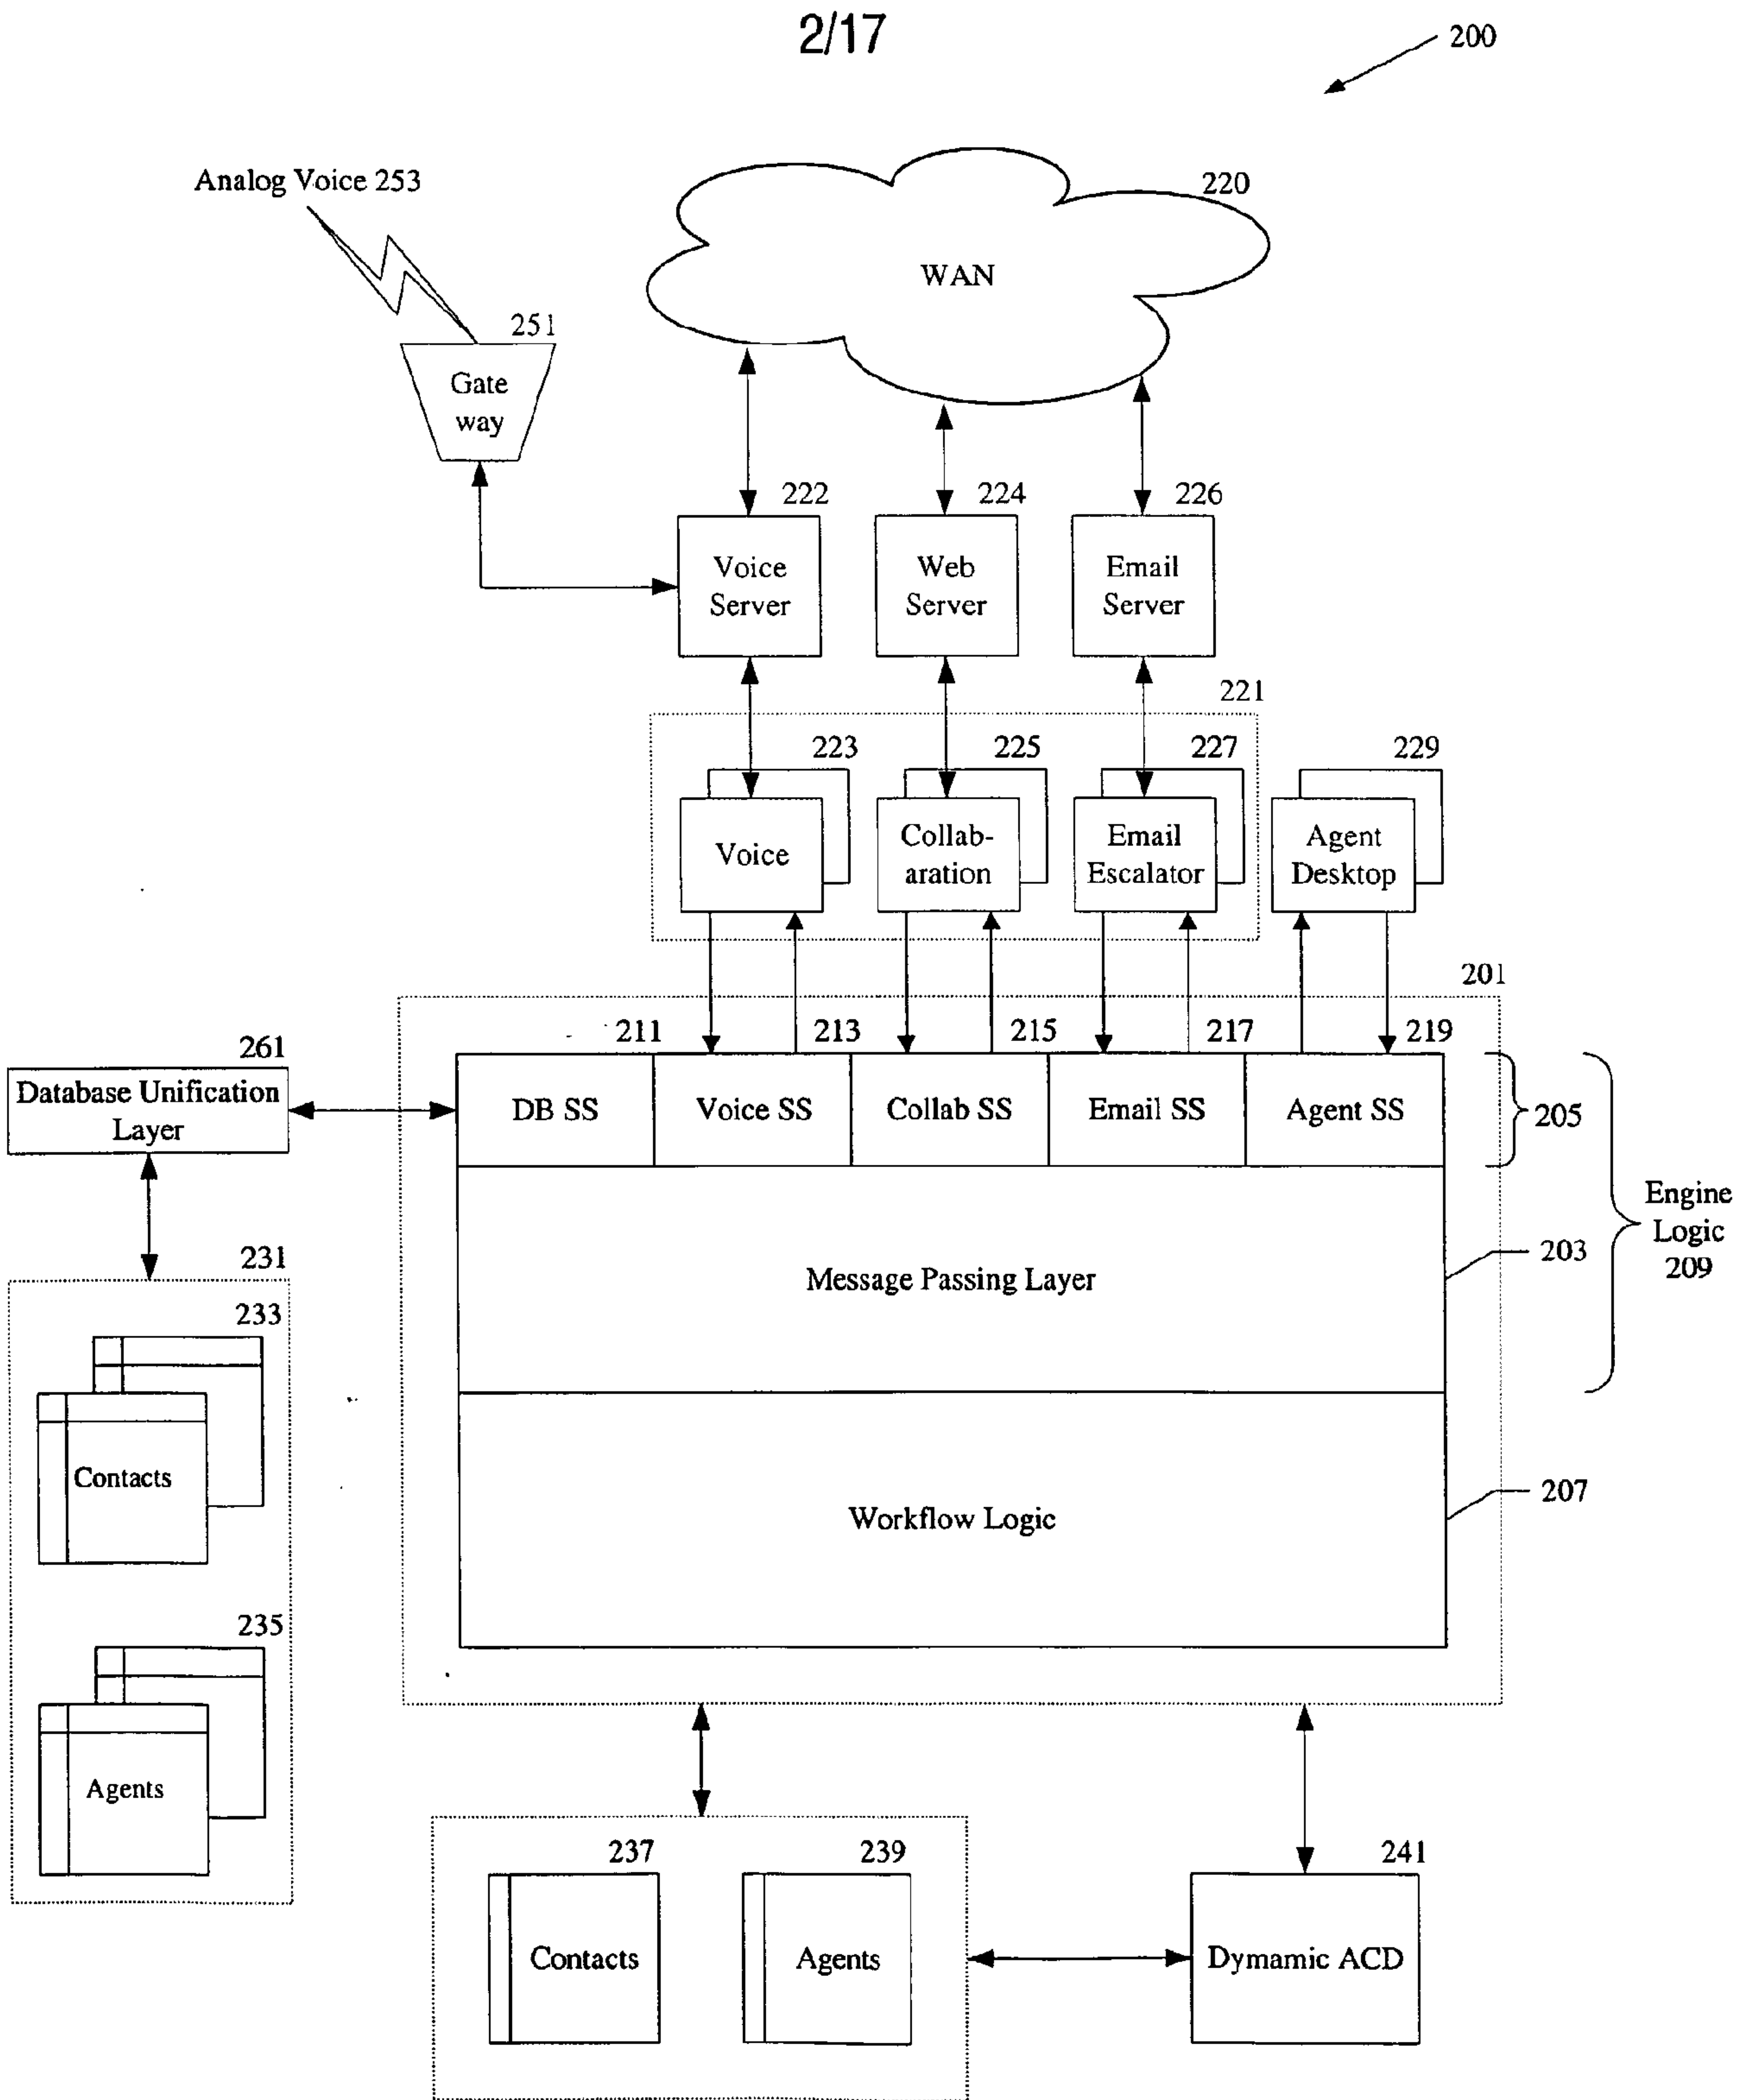 2/17
200
Analog Voice 253
220
WAN
251
Gate
way
222
224
226
Voice
Server
Web
Server
Email
Server
221
223
225
227
229
Voice
Collab-
aration
Email
Escalator
Agent
Desktop
201
211
213
215
217
219
261
Database Unification
Layer
DB SS
Voice SS
Collab SS
Email SS
Agent SS
205
Engine
Logic
209
203
Message Passing Layer
231
233
Contacts
Workflow Logic
207
235
Agents
237
239
241
Contacts
Agents
Dymamic ACD